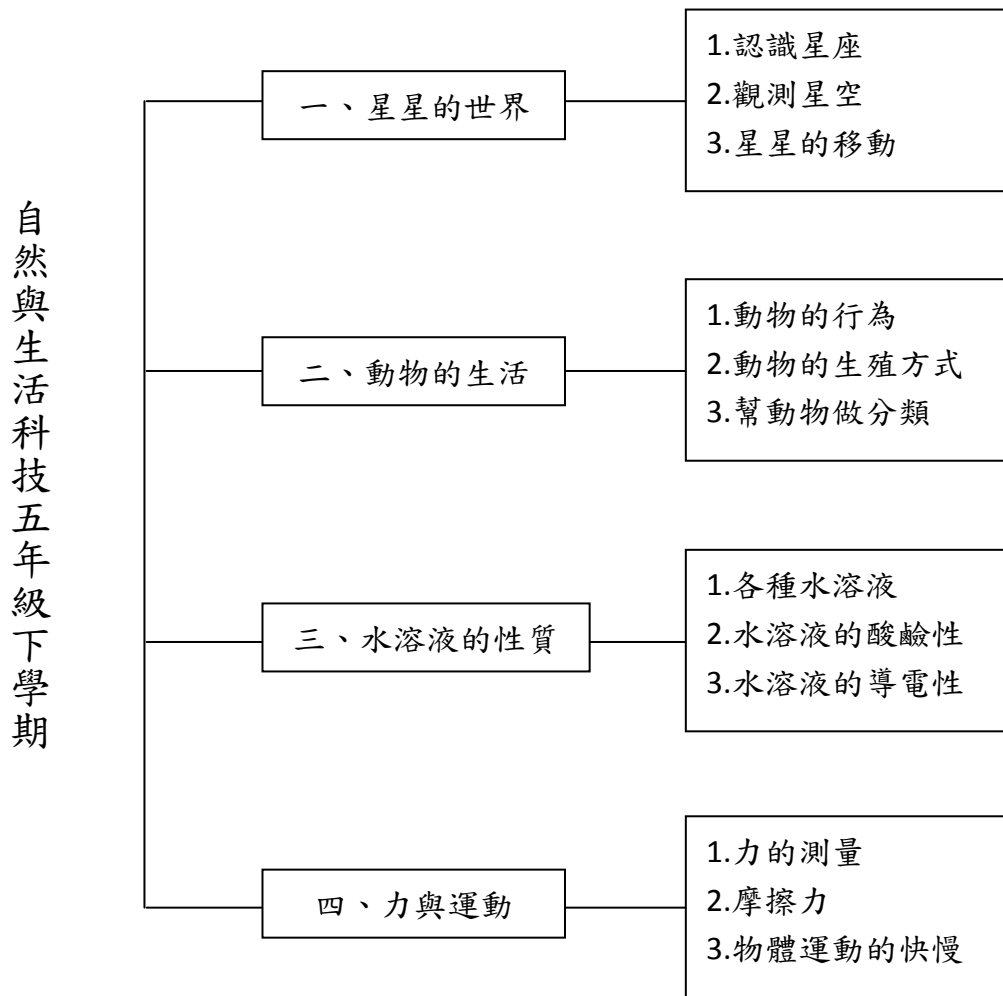 自然與生活科技五年級下學期
一、星星的世界
1.認識星座
2.觀測星空
3.星星的移動
二、動物的生活
1.動物的行為
2.動物的生殖方式
3.幫動物做分類
三、水溶液的性質
1.各種水溶液
2.水溶液的酸鹼性
3.水溶液的導電性
四、力與運動
1.力的測量
2.摩擦力
3.物體運動的快慢